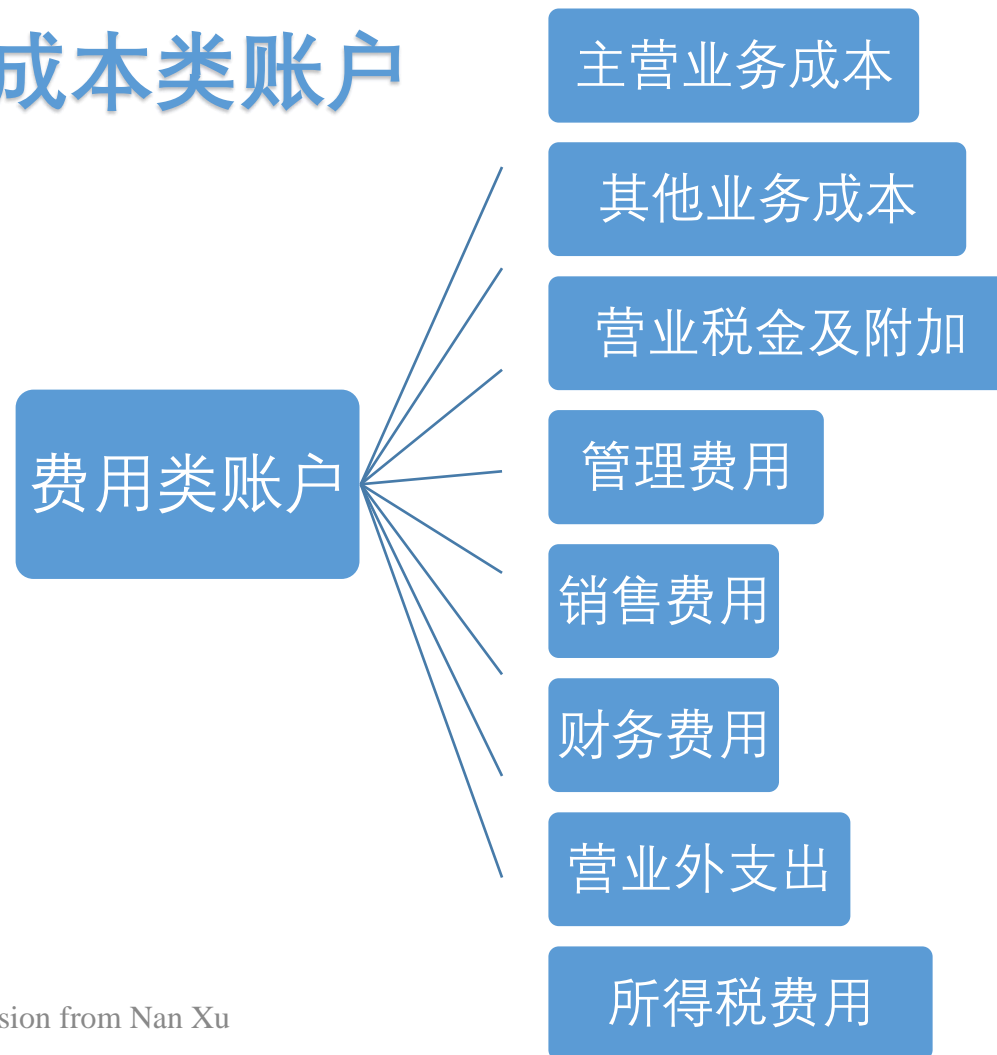 成本类账户
主营业务成本
其他业务成本
营业税金及附加
管理费用
费用类账户
销售费用
财务费用
营业外支出
所得税费用
from Nan Xu